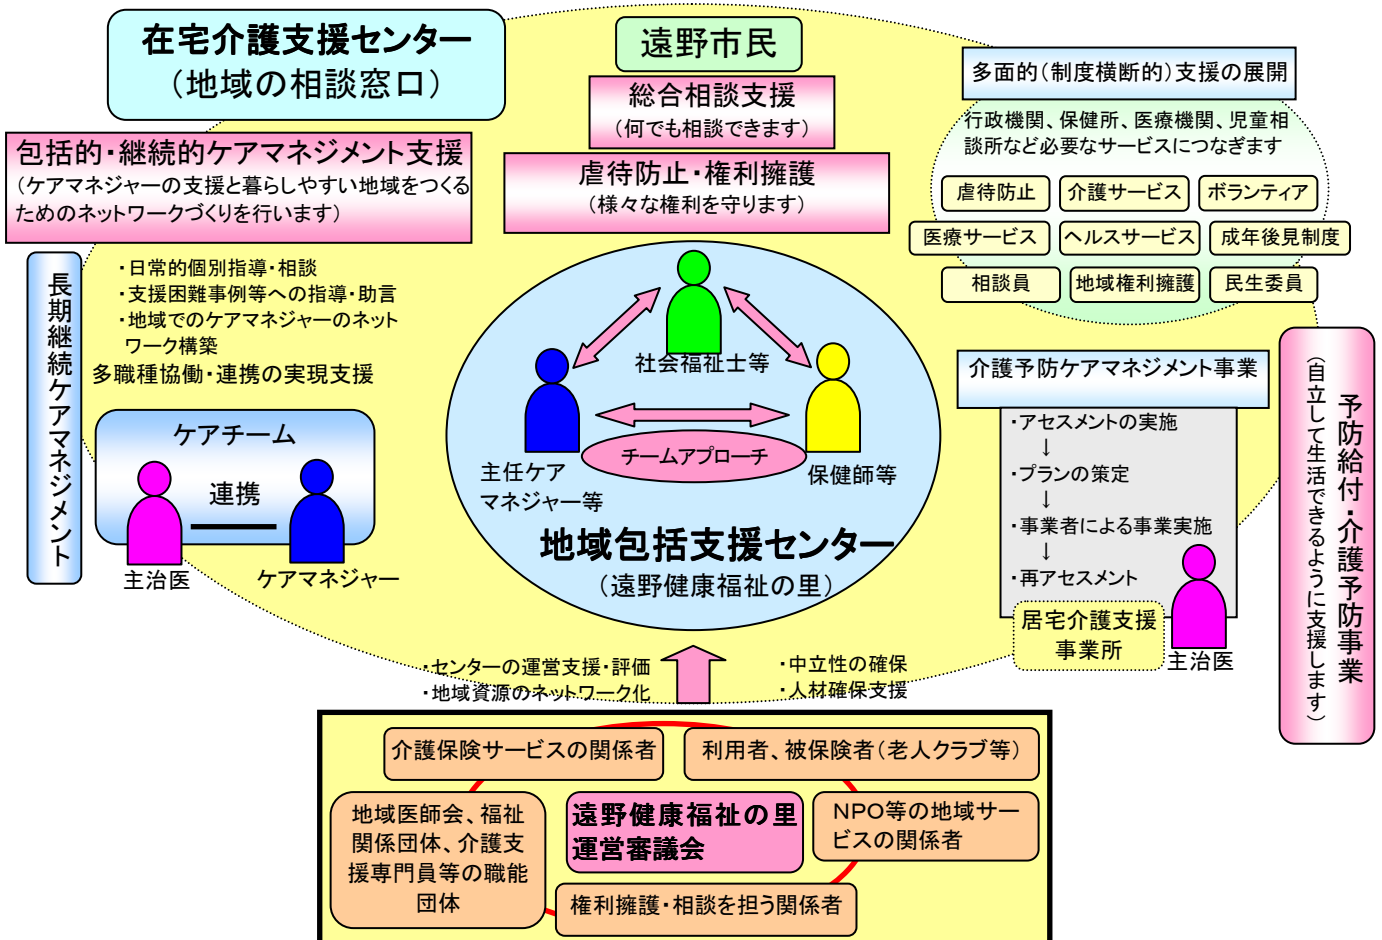 在宅介護支援センター
（地域の相談窓口）
遠野市民
総合相談支援
（何でも相談できます）
虐待防止・権利擁護
（様々な権利を守ります）
多面的（制度横断的）支援の展開
行政機関、保健所、医療機関、児童相
談所など必要なサービスにつなぎます
虐待防止
介護サービス
ボランティア
医療サービス
ヘルスサービス
成年後見制度
相談員
地域権利擁護
民生委員
包括的・継続的ケアマネジメント支援
（ケアマネジャーの支援と暮らしやすい地域をつくる
ためのネットワークづくりを行います）
長期継続ケアマネジメント
・日常的個別指導・相談
・支援困難事例等への指導・助言
・地域でのケアマネジャーのネット
ワーク構築
多職種協働・連携の実現支援
ケアチーム
連携
主治医
ケアマネジャー
社会福祉士等
主任ケア
マネジャー等
チームアプローチ
保健師等
地域包括支援センター
（遠野健康福祉の里）
介護予防ケアマネジメント事業
・アセスメントの実施
↓
・プランの策定
↓
・事業者による事業実施
↓
・再アセスメント
居宅介護支援
事業所
主治医
予防給付・介護予防事業
（自立して生活できるように支援します）
・センターの運営支援・評価
・地域資源のネットワーク化
・中立性の確保
・人材確保支援
介護保険サービスの関係者
利用者、被保険者（老人クラブ等）
地域医師会、福祉
関係団体、介護支
援専門員等の職能
団体
遠野健康福祉の里
運営審議会
NPO等の地域サー
ビスの関係者
権利擁護・相談を担う関係者